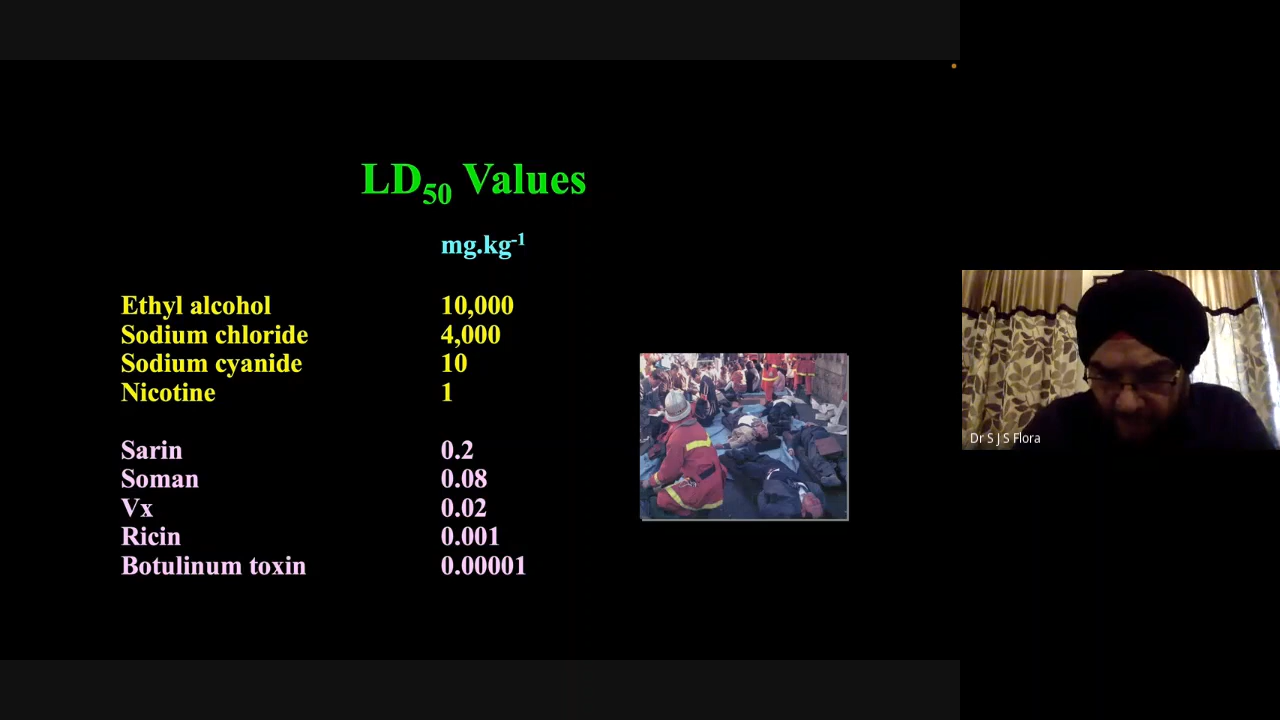 LD50 Values
mg.kg-1
Ethyl alcohol 10,000
Sodium chloride 4,000
Sodium cyanide 10
Nicotine 1
Sarin 0.2
Soman 0.08
Vx 0.02
Ricin 0.001
Botulinum toxin 0.00001
Dr S J S Flora